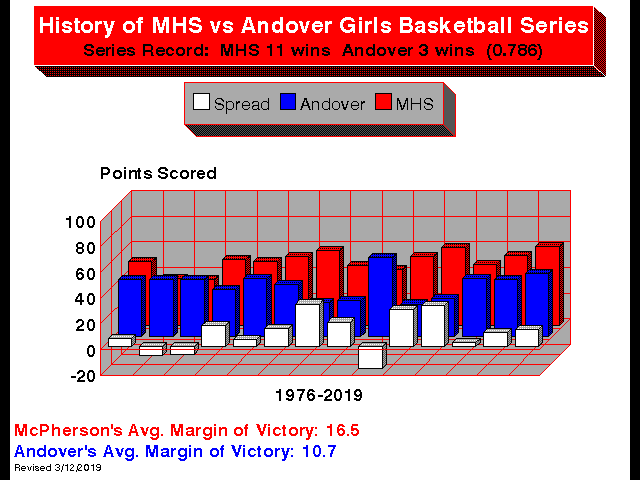 History of MHS vs Andover Girls Basketball Series
Series Record: MHS 11 wins Andover 3 wins (0.786)
Spread Andover MHS
Points Scored
100
80
60
40
20
0
-20
1976-2019
McPherson's Avg. Margin of Victory: 16.5
Andover's Avg. Margin of Victory: 10.7
Revised 3/12/2019